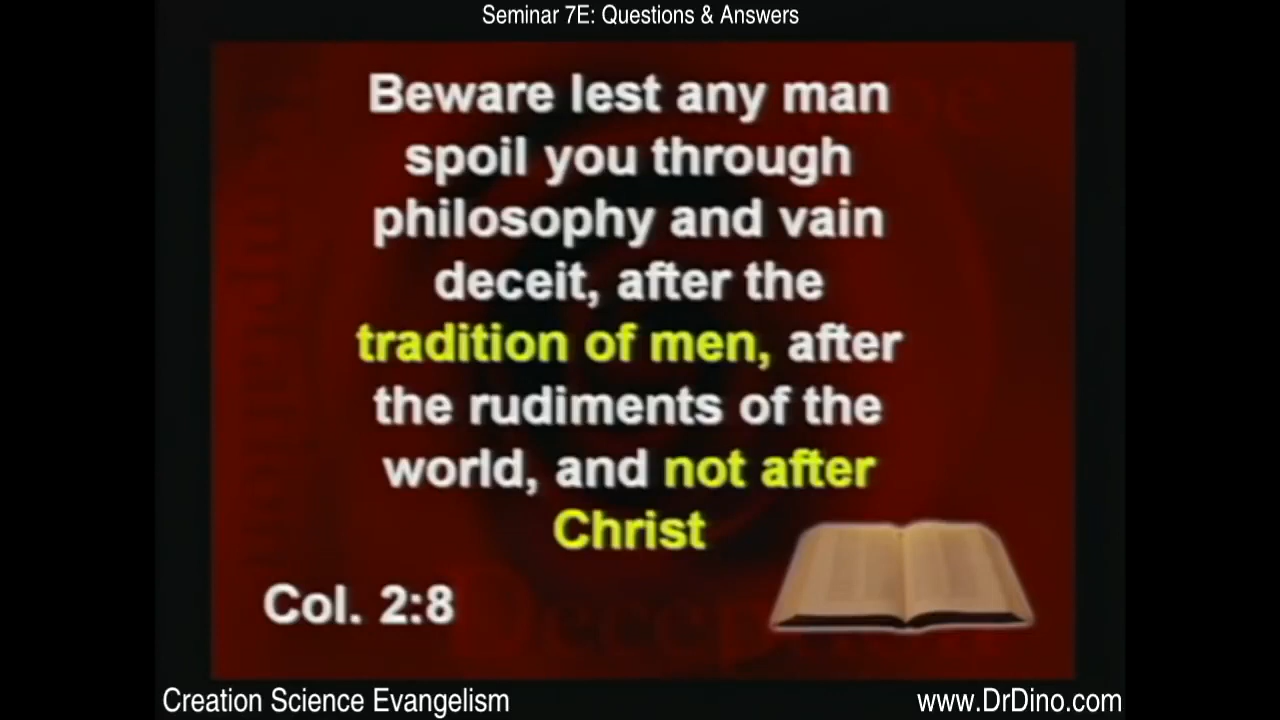 Seminar 7E: Questions & Answers
Beware lest any man
spoil you through
philosophy and vain
deceit, after the
tradition of men, after
the rudiments of the
world, and not after
Christ
Col. 2:8
Creation Science Evangelism
www.DrDino.com